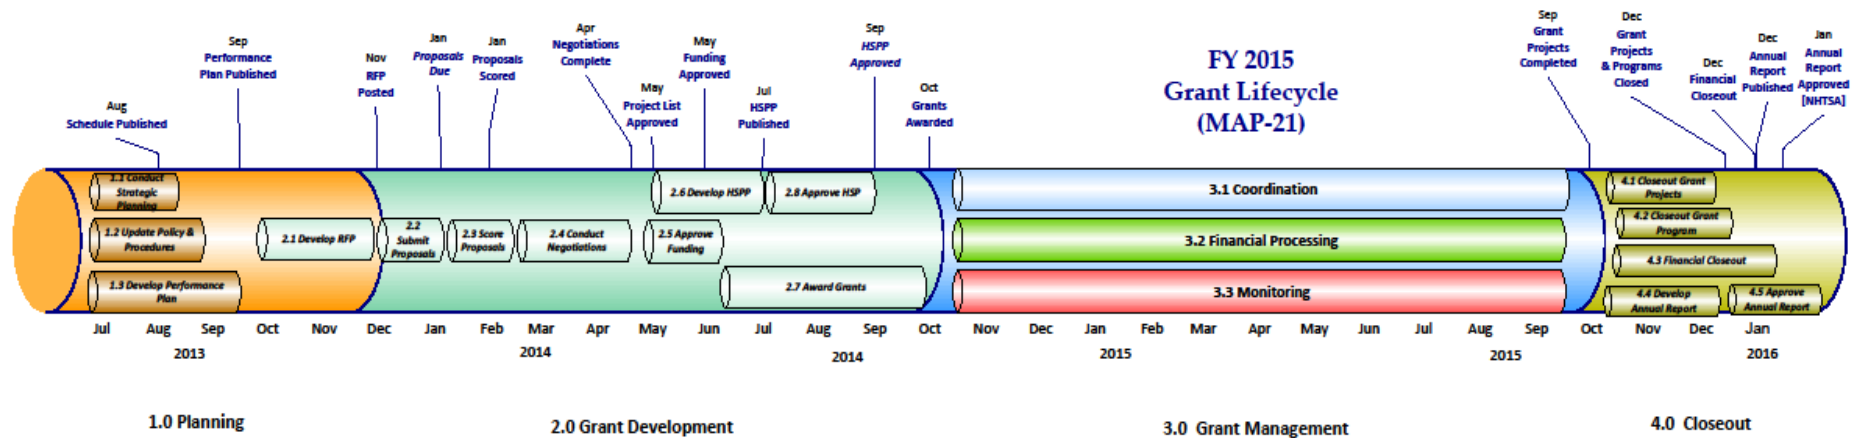 FY 2015
Grant Lifecycle
(MAP-21)
Aug
Schedule Published
Sep
Performance
Plan Published
Nov
RFP
Posted
Jan
Proposals
Due
Jan
Proposals
Scored
Apr
Negotiations
Complete
May
Project List
Approved
May
Funding
Approved
Jul
HSPP
Published
Sep
HSPP
Approved
Oct
Grants
Awarded
Sep
Grant
Projects
Completed
Dec
Grant
Projects
& Programs
Closed
Dec
Financial
Closeout
Dec
Annual
Report
Published
Jan
Annual
Report
Approved
[NHTSA]
1.1 Conduct
Strategic
Planning
1.2 Update Policy &
Procedures
1.3 Develop Performance
Plan
2.1 Develop RFP
2.2
Submit
Proposals
2.3 Score
Proposals
2.4 Conduct
Negotiations
2.5 Approve
Funding
2.6 Develop HSPP
2.8 Approve HSP
2.7 Award Grants
3.1 Coordination
3.2 Financial Processing
3.3 Monitoring
4.1 Closeout Grant
Projects
4.2 Closeout Grant
Program
4.3 Financial Closeout
4.4 Develop
Annual Report
4.5 Approve
Annual Report
Jul Aug Sep Oct Nov Dec Jan Feb Mar Apr May Jun Jul Aug Sep Oct Nov Dec Jan Feb Mar Apr May Jun Jul Aug Sep Oct Nov Dec Jan
2013 2014 2014 2015 2015 2016
1.0 Planning
2.0 Grant Development
3.0 Grant Management
4.0 Closeout